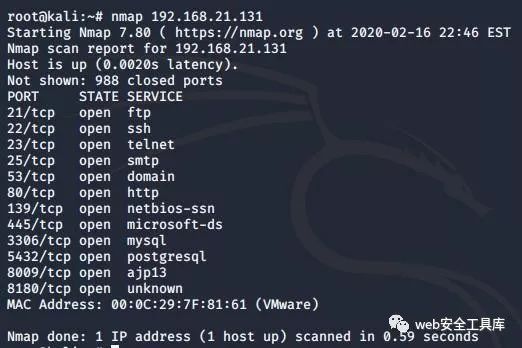 root@kali:~# nmap 192.168.21.131
Starting Nmap 7.80 ( https://nmap.org ) at 2020-02-16 22:46 EST
Nmap scan report for 192.168.21.131
Host is up (0.0020s latency).
Not shown: 988 closed ports
PORT     STATE SERVICE
21/tcp   open  ftp
22/tcp   open  ssh
23/tcp   open  telnet
25/tcp   open  smtp
53/tcp   open  domain
80/tcp   open  http
139/tcp  open  netbios-ssn
445/tcp  open  microsoft-ds
3306/tcp open  mysql
5432/tcp open  postgresql
8009/tcp open  ajp13
8180/tcp open  unknown
MAC Address: 00:0C:29:7F:81:61 (VMware)
web安全工具库
Nmap done: 1 IP address (1 host up) scanned in 0.59 seconds